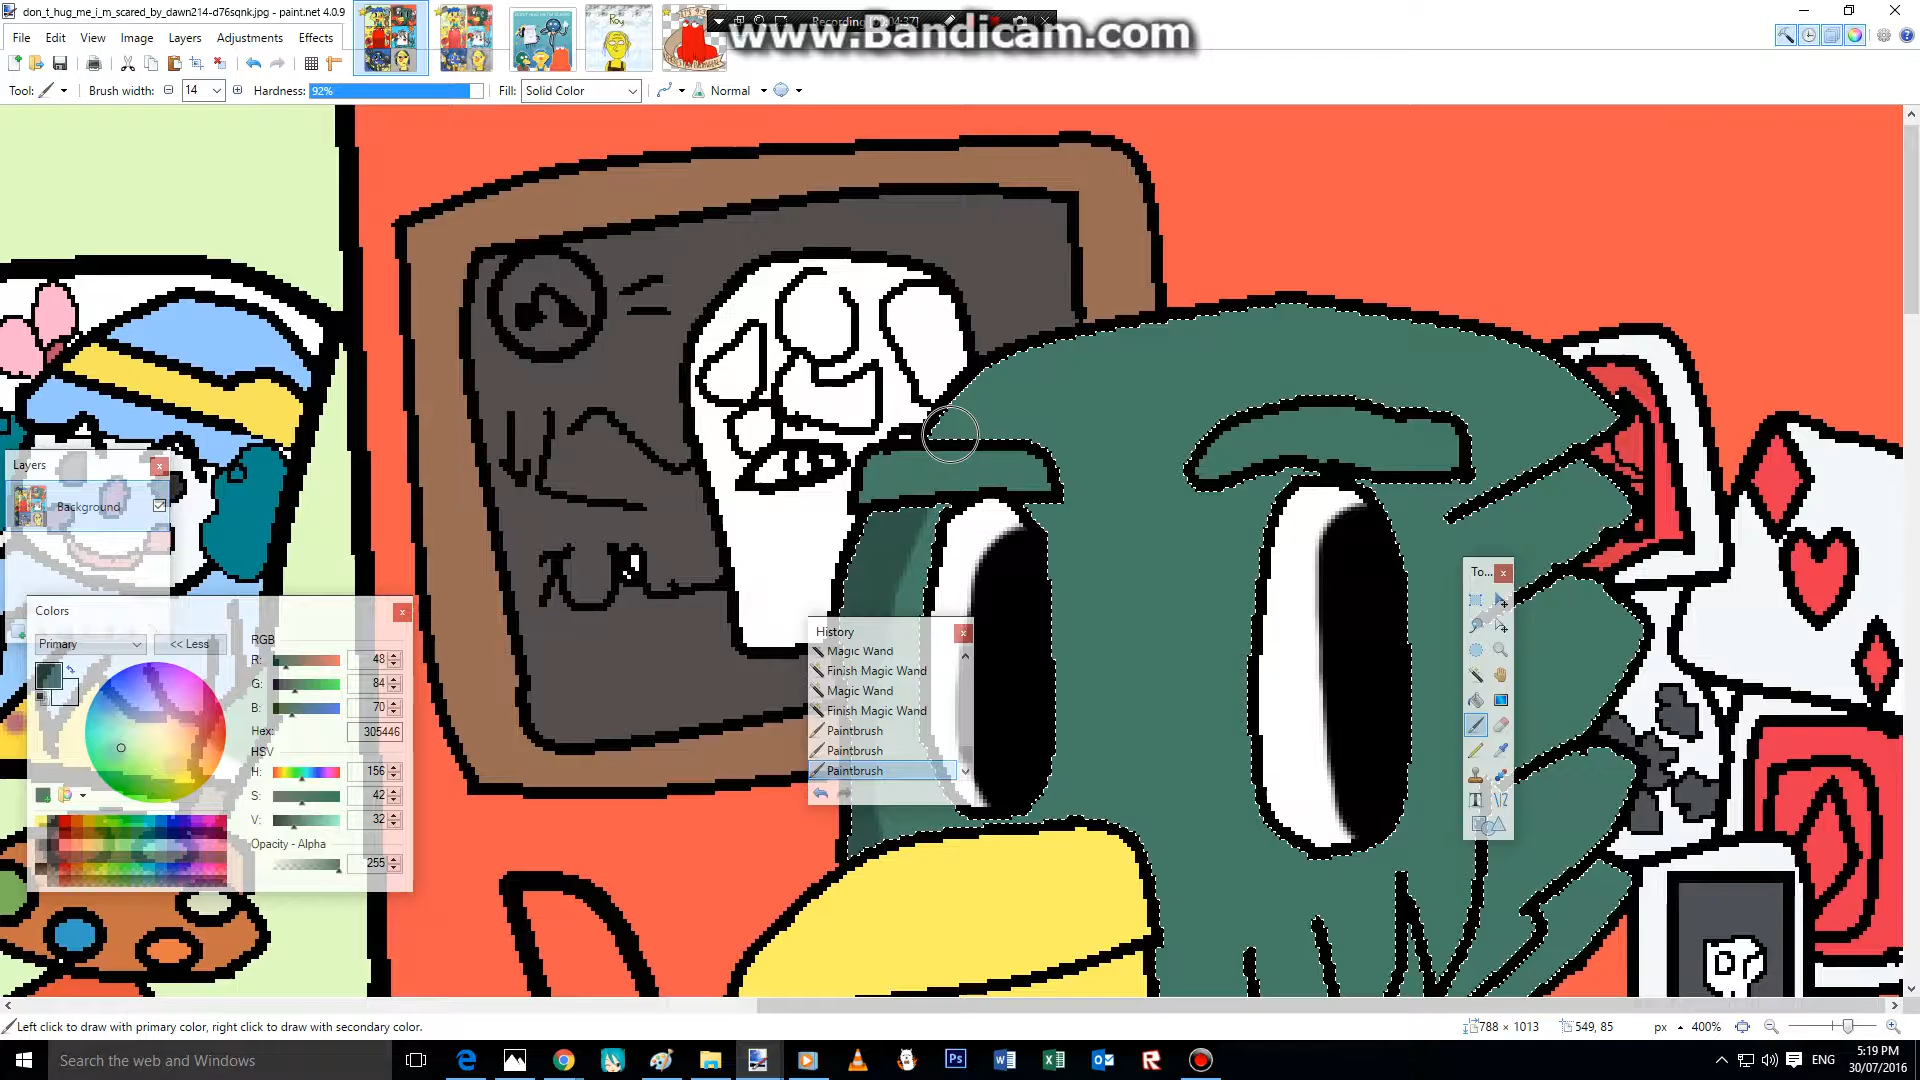 don_t_hug_me_i_m_scared_by_dawn214-d76sqnk.jpg - paint.net 4.0.9
Roy
www.Bandicam.com
File Edit View Image Layers Adjustments Effects
Tool: Brush width: 14 Hardness: 92% Fill: Solid Color Normal
Layers
Background
Colors
Primary << Less
RGB
R: 48
G: 84
B: 70
Hex: 305446
HSV
H: 156
S: 42
V: 32
Opacity - Alpha
255
History
Magic Wand
Finish Magic Wand
Magic Wand
Finish Magic Wand
Paintbrush
Paintbrush
Paintbrush
To...
Left click to draw with primary color, right click to draw with secondary color. 788 × 1013 549, 85 px 400%
Search the web and Windows ENG 5:19 PM
30/07/2016